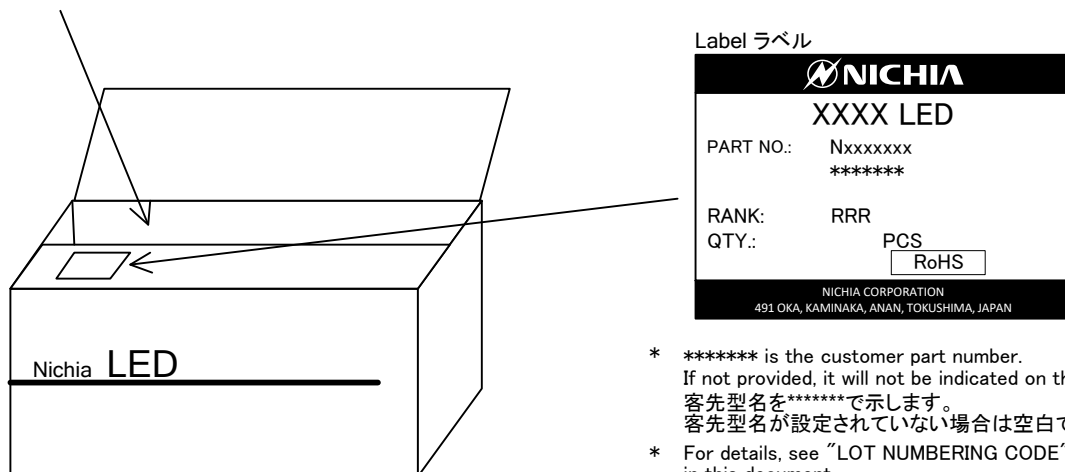 Label ラベル
NICHIA
XXXX LED
PART NO.: Nxxxxxxx
*******
RANK: RRR
QTY.: PCS
RoHS
NICHIA CORPORATION
491 OKA, KAMINAKA, ANAN, TOKUSHIMA, JAPAN
Nichia LED
* ******* is the customer part number.
If not provided, it will not be indicated on
客先型名を*******で示します。
客先型名が設定されていない場合は空白で
* For details, see "LOT NUMBERING CODE"
in this document